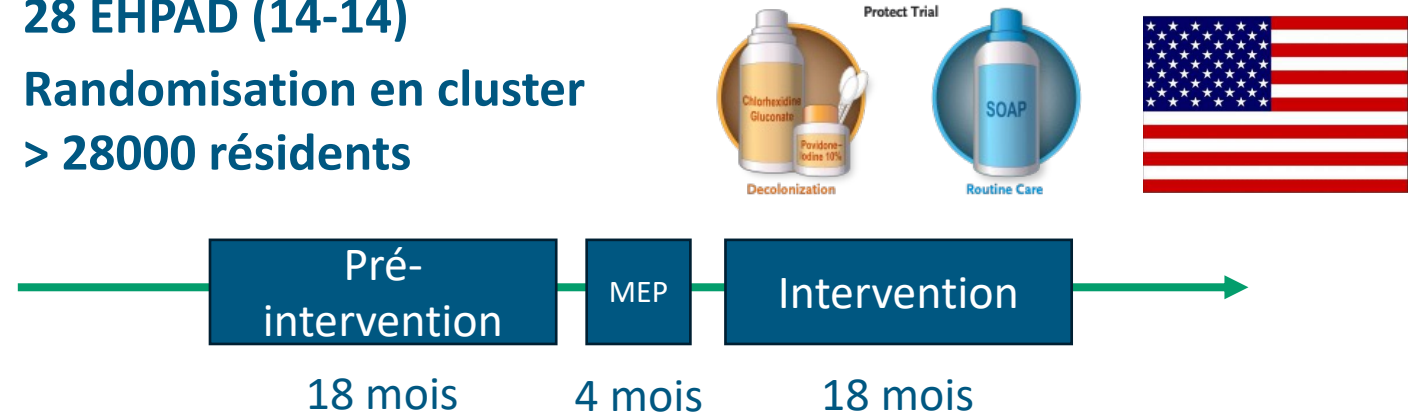 28 EHPAD (14-14)
Randomisation en cluster
> 28000 résidents
Protect Trial
Chlorhexidine
Gluconate
Povidone-
Iodine 10%
Decolonization
SOAP
Routine Care
Pré-
intervention
MEP
Intervention
18 mois
4 mois
18 mois